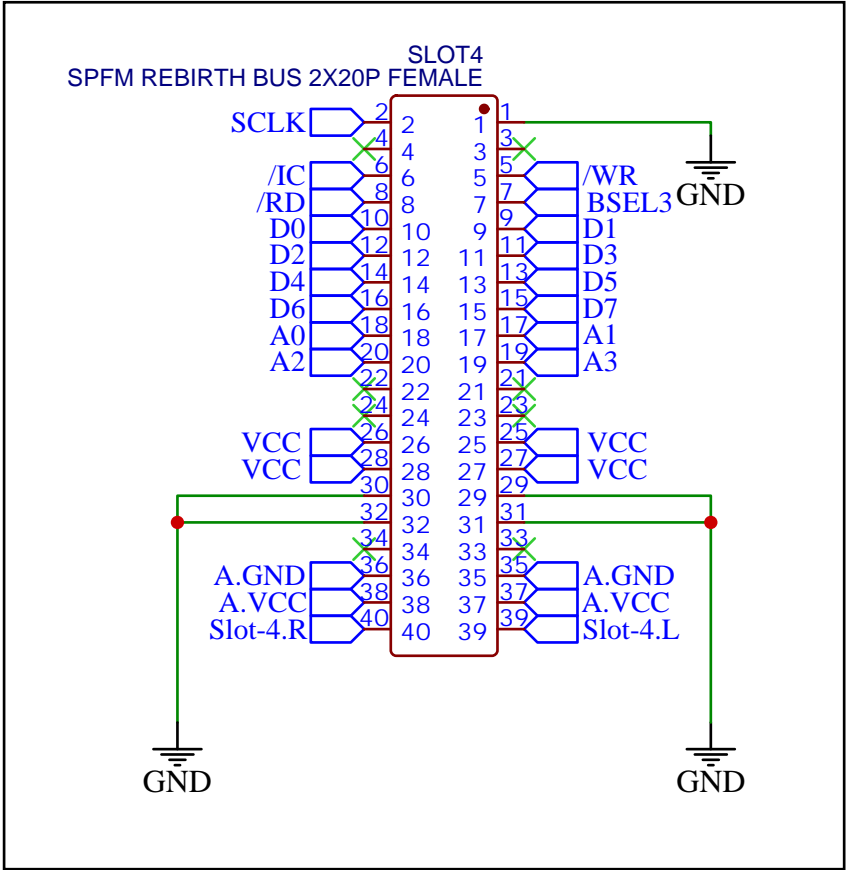 SLOT4
SPFM REBIRTH BUS 2X20P FEMALE
SCLK 2 2 1 1
4 4 3 3
/IC 6 6 5 5 /WR
/RD 8 8 7 7 BSEL3 GND
D0 10 10 9 9 D1
D2 12 12 11 11 D3
D4 14 14 13 13 D5
D6 16 16 15 15 D7
A0 18 18 17 17 A1
A2 20 20 19 19 A3
22 22 21 21
24 24 23 23
VCC 26 26 25 25 VCC
VCC 28 28 27 27 VCC
30 30 29 29
32 32 31 31
34 34 33 33
A.GND 36 36 35 35 A.GND
A.VCC 38 38 37 37 A.VCC
Slot-4.R 40 40 39 39 Slot-4.L
GND GND